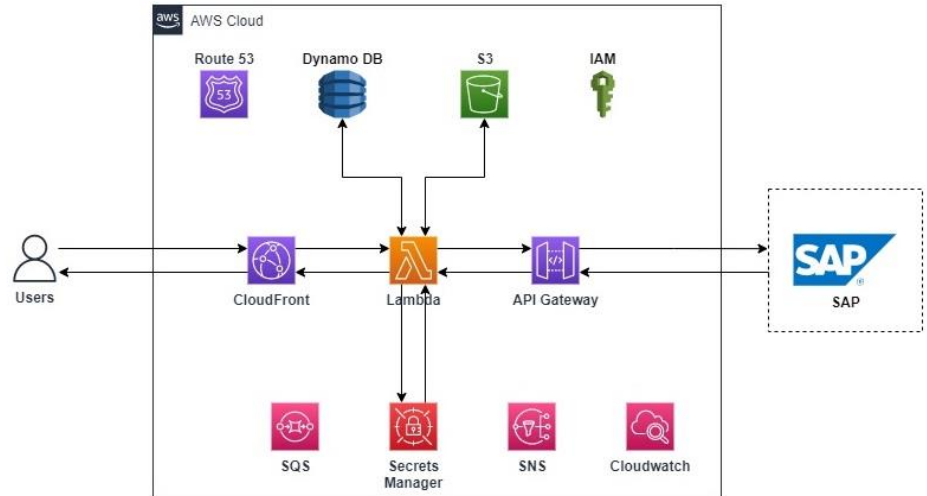 aws AWS Cloud
Route 53
Dynamo DB
S3
IAM
53
Users
CloudFront
Lambda
API Gateway
SAP
®
SAP
SQS
Secrets
Manager
SNS
Cloudwatch